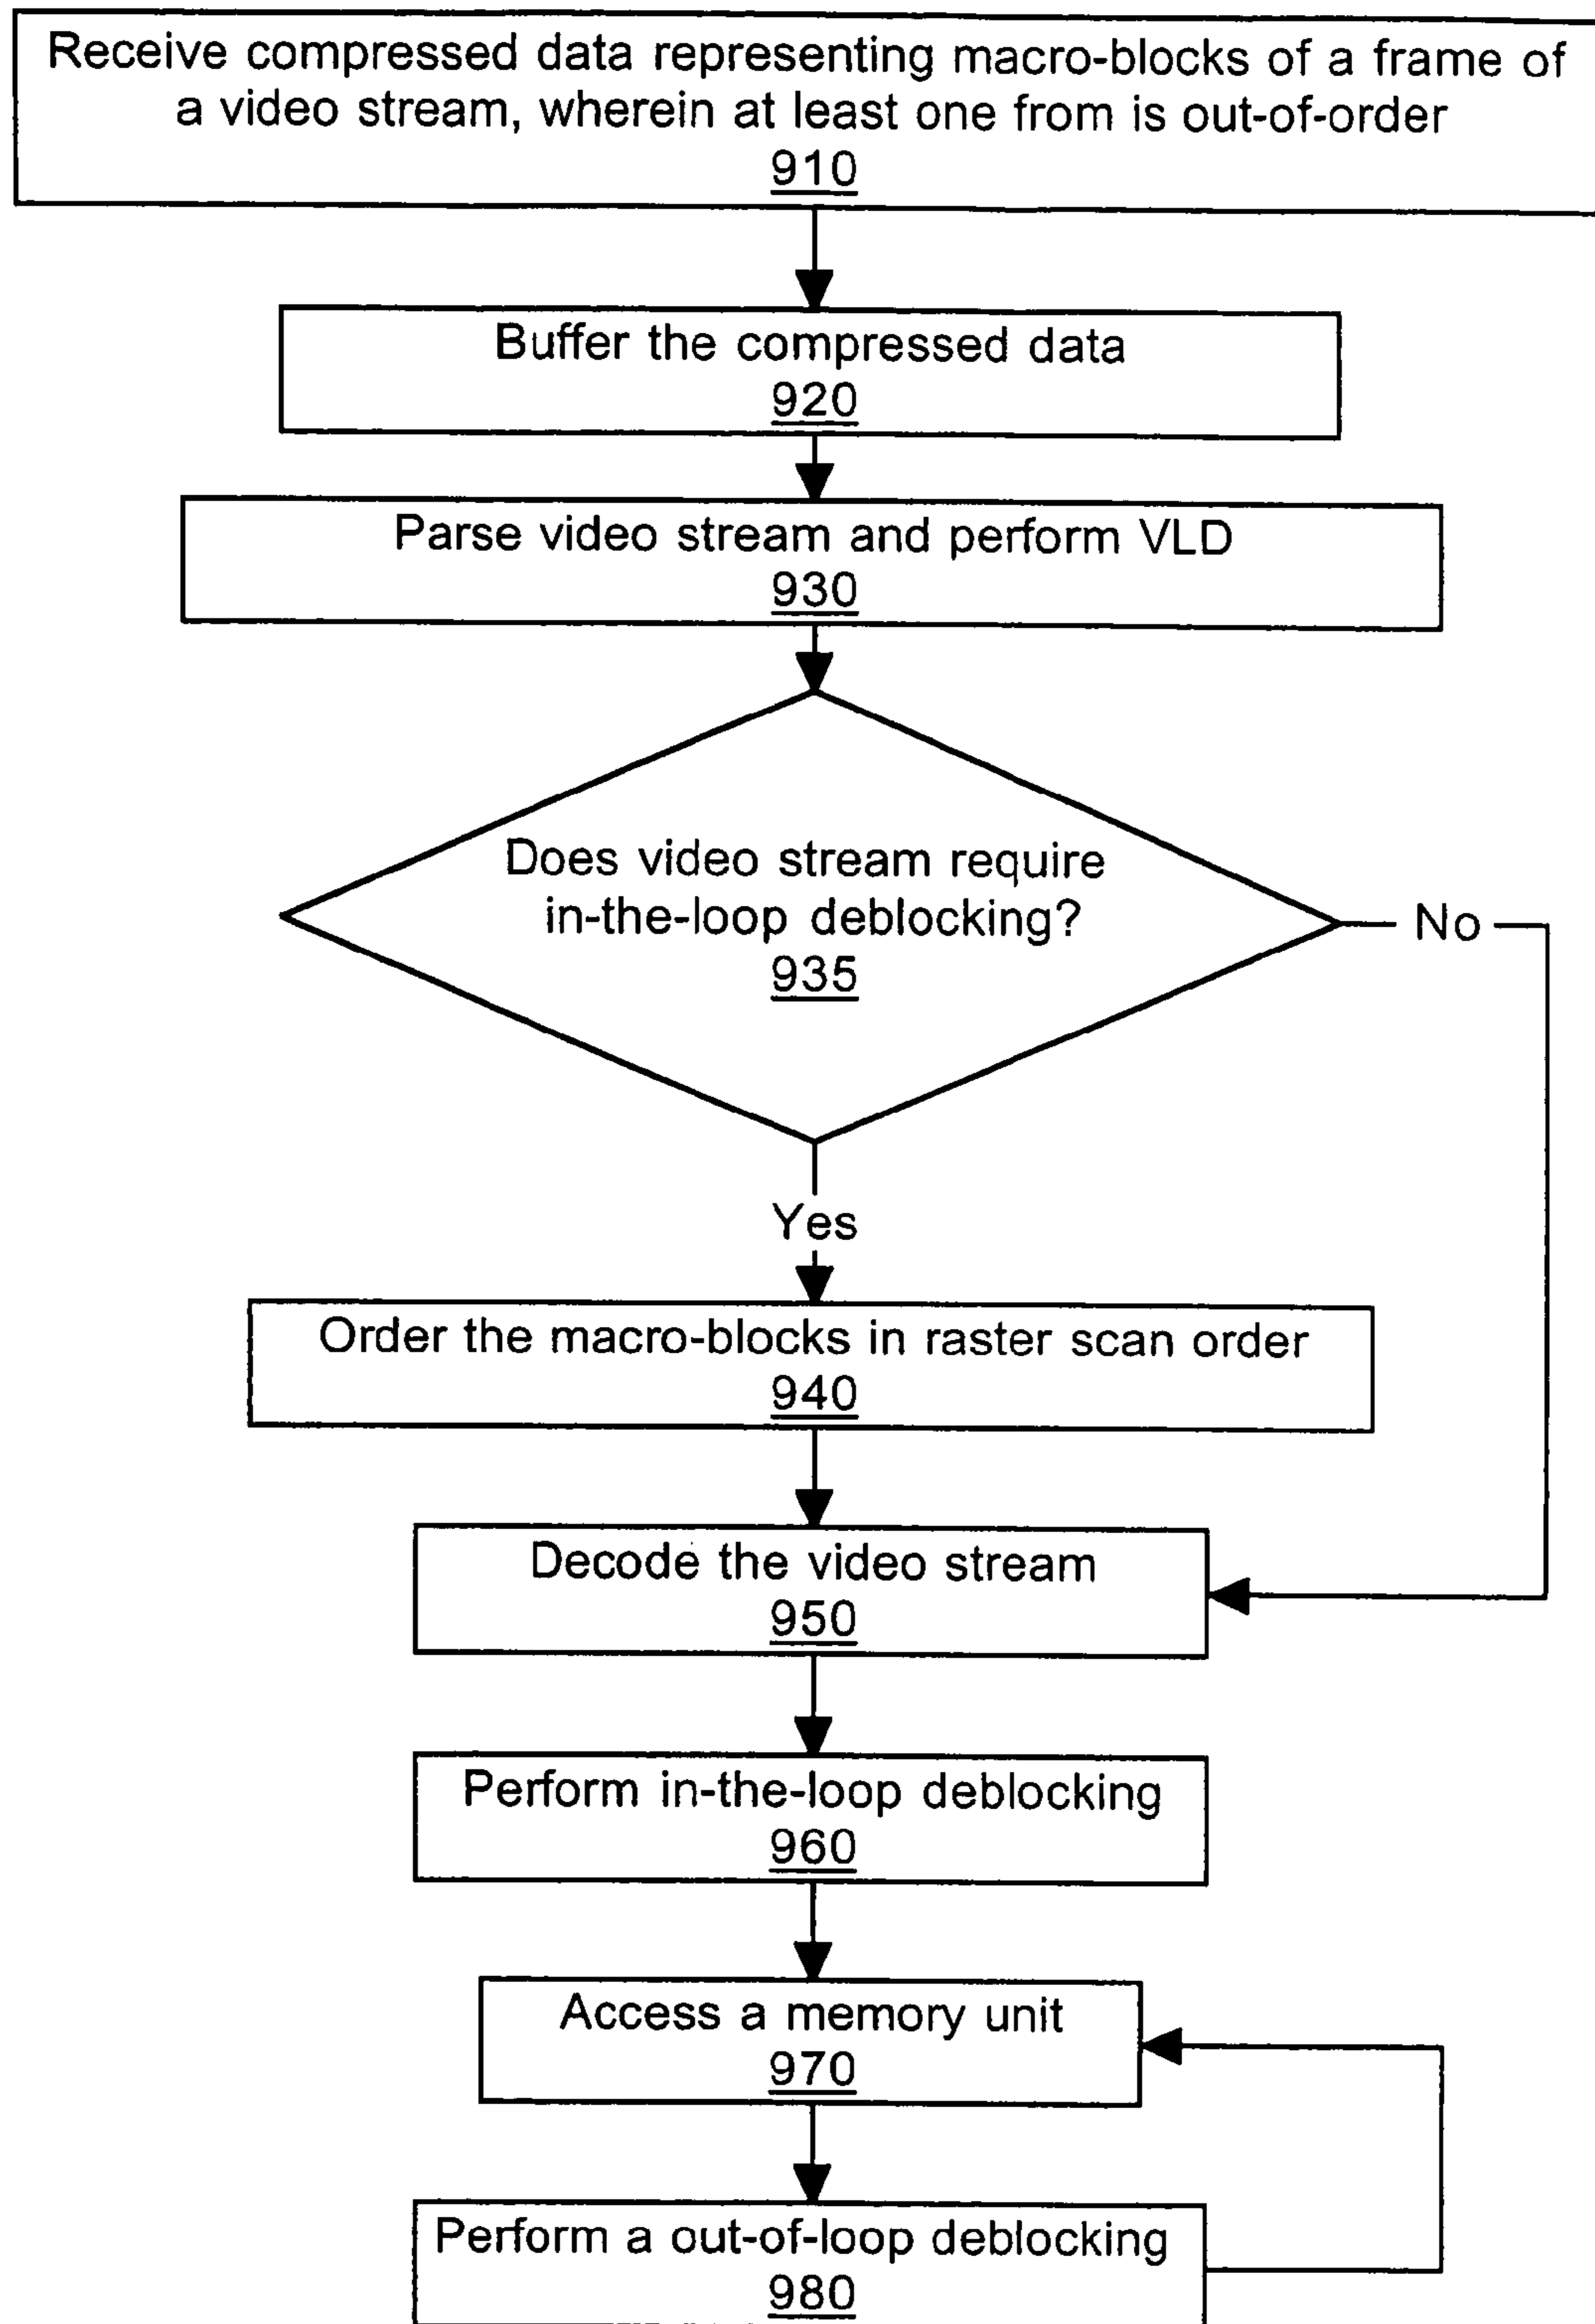 Receive compressed data representing macro-blocks of a frame of
a video stream, wherein at least one from is out-of-order
910
Buffer the compressed data
920
Parse video stream and perform VLD
930
Does video stream require
in-the-loop deblocking?
935
No
Yes
Order the macro-blocks in raster scan order
940
Decode the video stream
950
Perform in-the-loop deblocking
960
Access a memory unit
970
Perform a out-of-loop deblocking
980